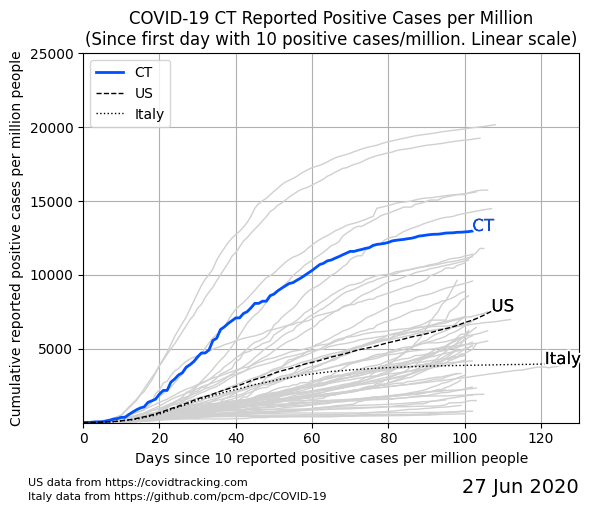 COVID-19 CT Reported Positive Cases per Million
(Since first day with 10 positive cases/million. Linear scale)
Cumulative reported positive cases per million people
25000
20000
15000
10000
5000
CT
US
Italy
CT
US
Italy
0
20
40
60
80
100
120
Days since 10 reported positive cases per million people
US data from https://covidtracking.com
Italy data from https://github.com/pcm-dpc/COVID-19
27 Jun 2020